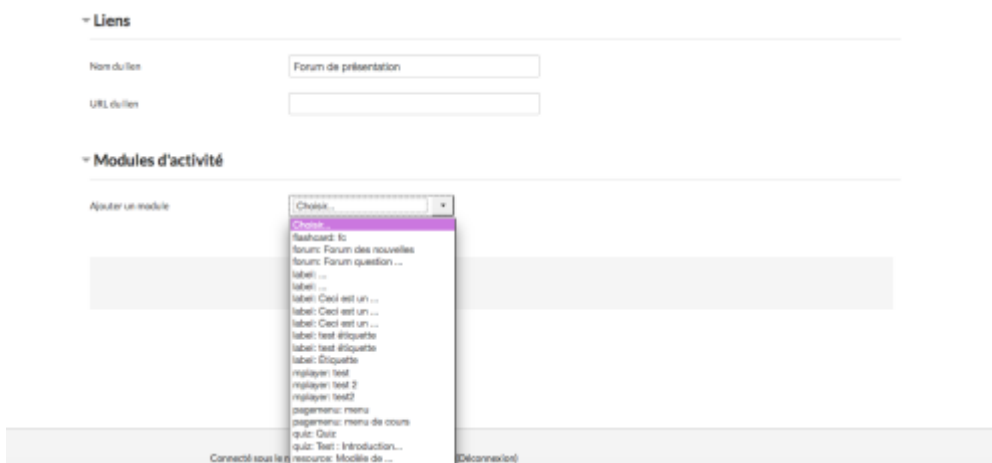 Liens
Nom du lien
Forum de présentation
URL du lien
Modules d'activité
Ajouter un module
Choisir...
Choisir...
flashcard: fc
forum: Forum des nouvelles
forum: Forum question ...
label: ...
label: ...
label: Ceci est un ...
label: Ceci est un ...
label: Ceci est un ...
label: test étiquette
label: test étiquette
label: Étiquette
mplayer: test
mplayer: test 2
mplayer: test2
pagemenu: menu
pagemenu: menu de cours
quiz: Quiz
quiz: Test : Introduction...
resource: Modèle de ...
Connecté sous le n
(Déconnexion)